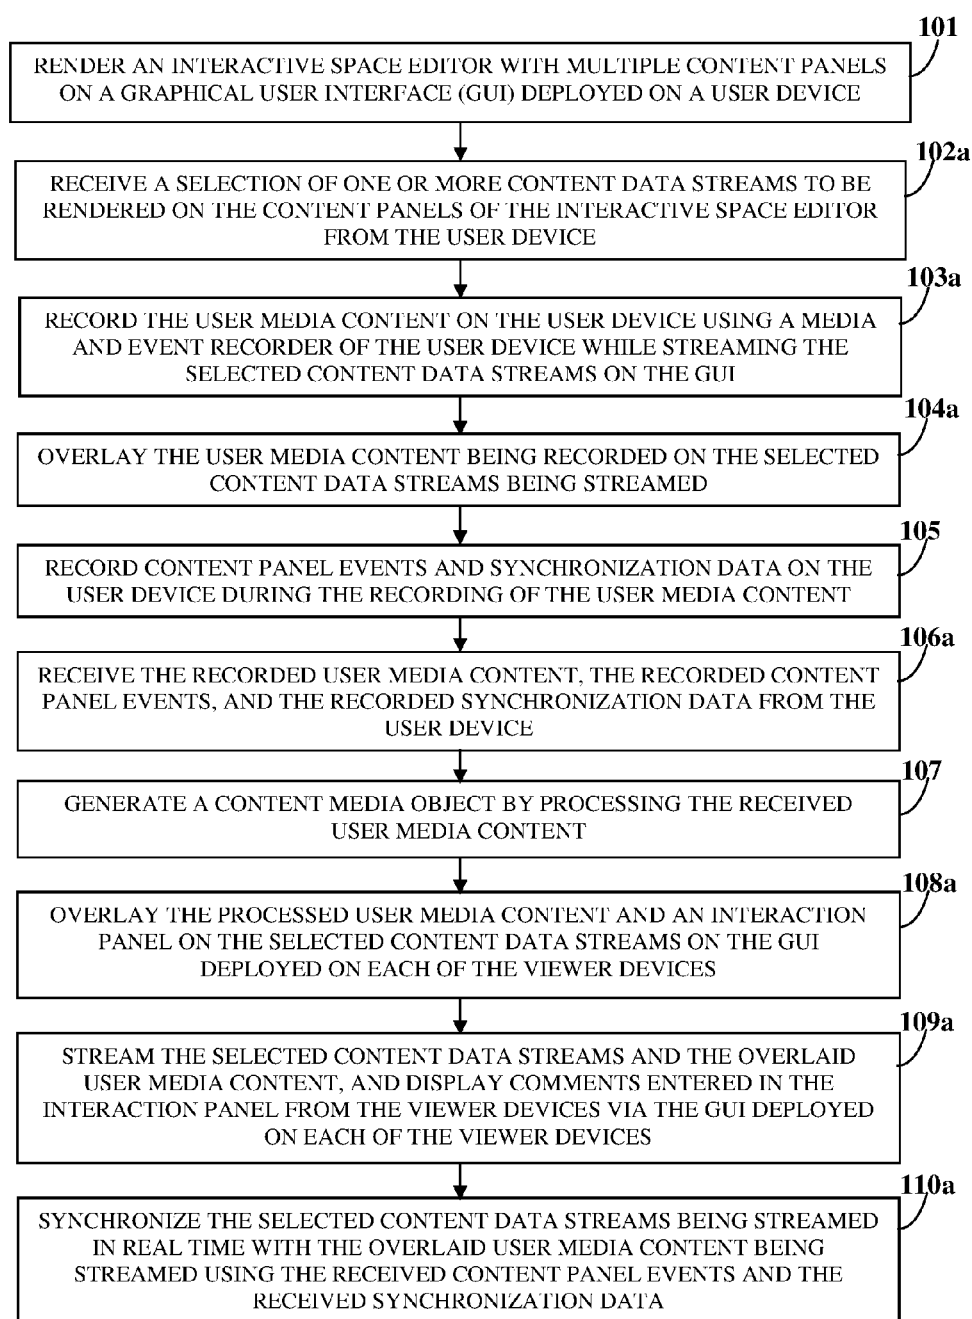 101
RENDER AN INTERACTIVE SPACE EDITOR WITH MULTIPLE CONTENT PANELS
ON A GRAPHICAL USER INTERFACE (GUI) DEPLOYED ON A USER DEVICE
102a
RECEIVE A SELECTION OF ONE OR MORE CONTENT DATA STREAMS TO BE
RENDERED ON THE CONTENT PANELS OF THE INTERACTIVE SPACE EDITOR
FROM THE USER DEVICE
103a
RECORD THE USER MEDIA CONTENT ON THE USER DEVICE USING A MEDIA
AND EVENT RECORDER OF THE USER DEVICE WHILE STREAMING THE
SELECTED CONTENT DATA STREAMS ON THE GUI
104a
OVERLAY THE USER MEDIA CONTENT BEING RECORDED ON THE SELECTED
CONTENT DATA STREAMS BEING STREAMED
105
RECORD CONTENT PANEL EVENTS AND SYNCHRONIZATION DATA ON THE
USER DEVICE DURING THE RECORDING OF THE USER MEDIA CONTENT
106a
RECEIVE THE RECORDED USER MEDIA CONTENT, THE RECORDED CONTENT
PANEL EVENTS, AND THE RECORDED SYNCHRONIZATION DATA FROM THE
USER DEVICE
107
GENERATE A CONTENT MEDIA OBJECT BY PROCESSING THE RECEIVED
USER MEDIA CONTENT
108a
OVERLAY THE PROCESSED USER MEDIA CONTENT AND AN INTERACTION
PANEL ON THE SELECTED CONTENT DATA STREAMS ON THE GUI
DEPLOYED ON EACH OF THE VIEWER DEVICES
109a
STREAM THE SELECTED CONTENT DATA STREAMS AND THE OVERLAID
USER MEDIA CONTENT, AND DISPLAY COMMENTS ENTERED IN THE
INTERACTION PANEL FROM THE VIEWER DEVICES VIA THE GUI DEPLOYED
ON EACH OF THE VIEWER DEVICES
110a
SYNCHRONIZE THE SELECTED CONTENT DATA STREAMS BEING STREAMED
IN REAL TIME WITH THE OVERLAID USER MEDIA CONTENT BEING
STREAMED USING THE RECEIVED CONTENT PANEL EVENTS AND THE
RECEIVED SYNCHRONIZATION DATA